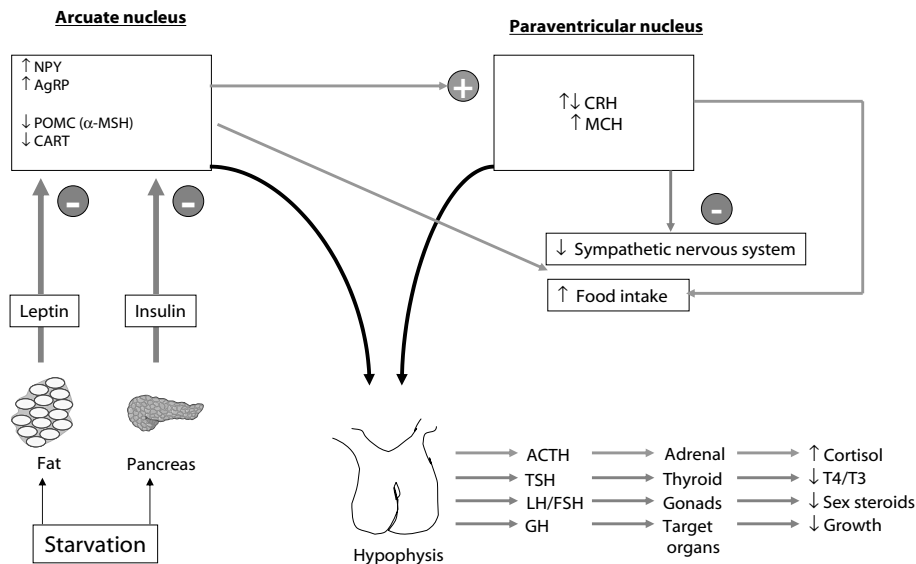 Arcuate nucleus
Paraventricular nucleus
↑ NPY
↑ AgRP
↓ POMC (α-MSH)
↓ CART
+
↑↓ CRH
↑ MCH
-
-
-
↓ Sympathetic nervous system
↑ Food intake
Leptin
Insulin
Fat
Pancreas
Starvation
Hypophysis
ACTH Adrenal ↑ Cortisol
TSH Thyroid ↓ T4/T3
LH/FSH Gonads ↓ Sex steroids
GH Target ↓ Growth
organs